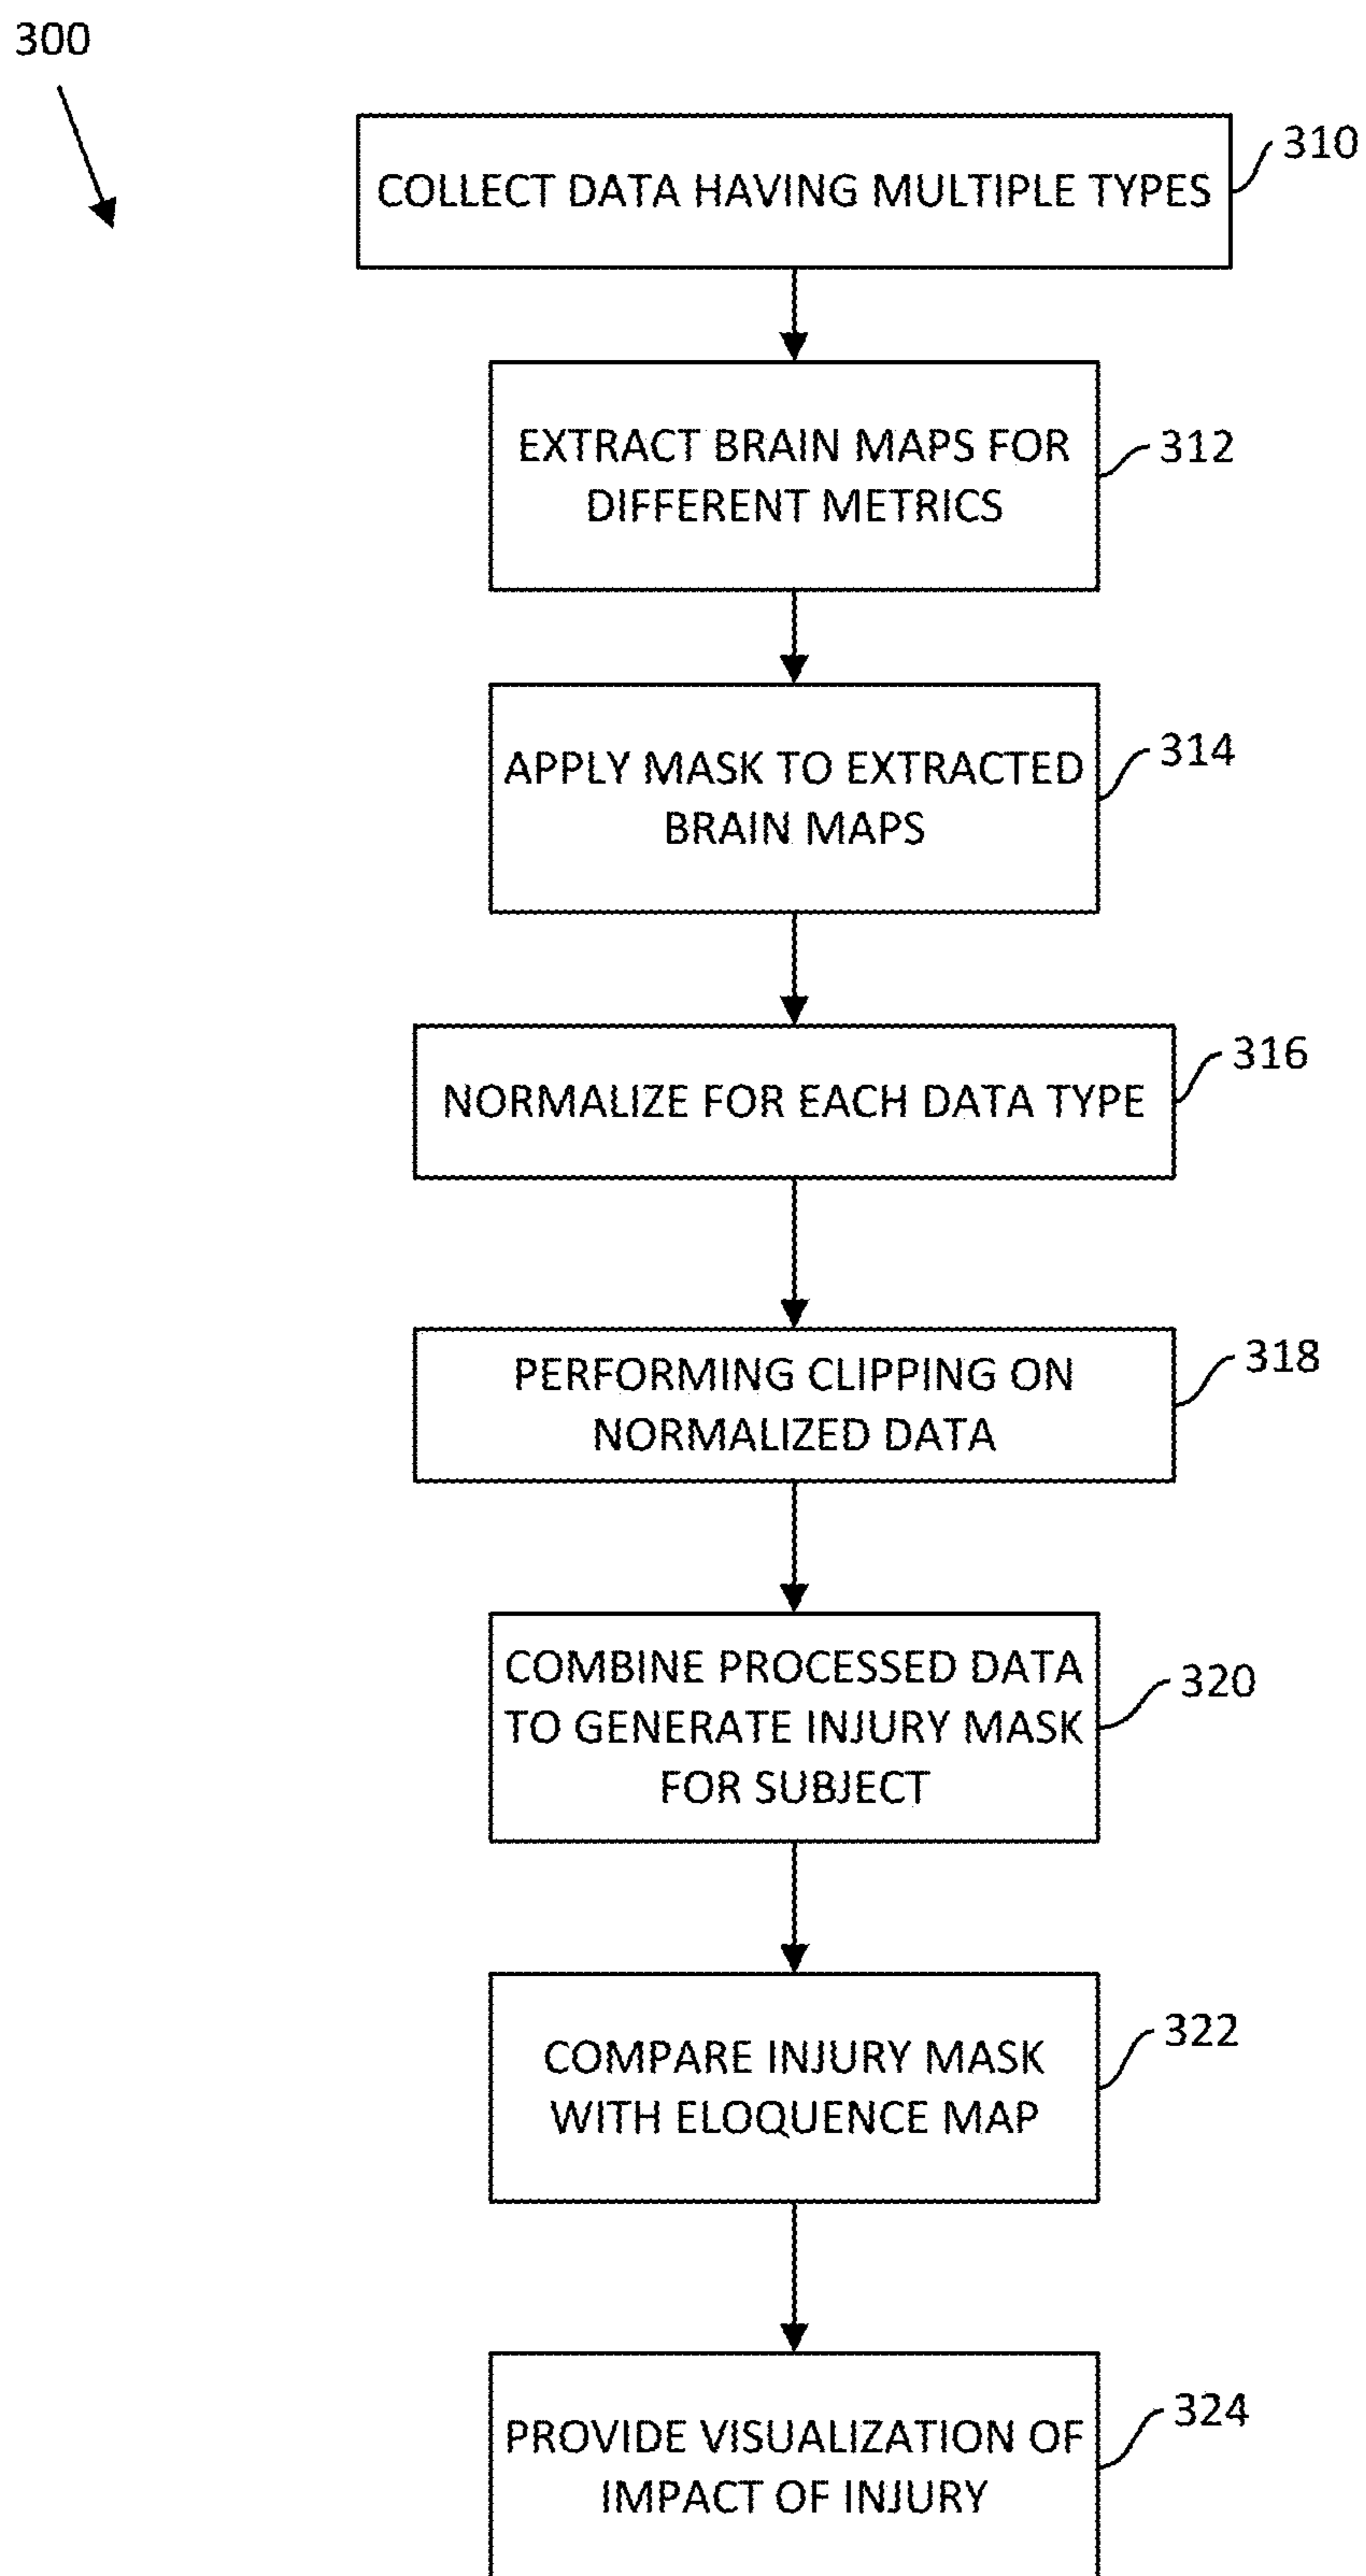 300
310
COLLECT DATA HAVING MULTIPLE TYPES
EXTRACT BRAIN MAPS FOR
DIFFERENT METRICS
312
APPLY MASK TO EXTRACTED
BRAIN MAPS
314
NORMALIZE FOR EACH DATA TYPE
316
PERFORMING CLIPPING ON
NORMALIZED DATA
318
COMBINE PROCESSED DATA
TO GENERATE INJURY MASK
FOR SUBJECT
320
COMPARE INJURY MASK
WITH ELOQUENCE MAP
322
PROVIDE VISUALIZATION OF
IMPACT OF INJURY
324